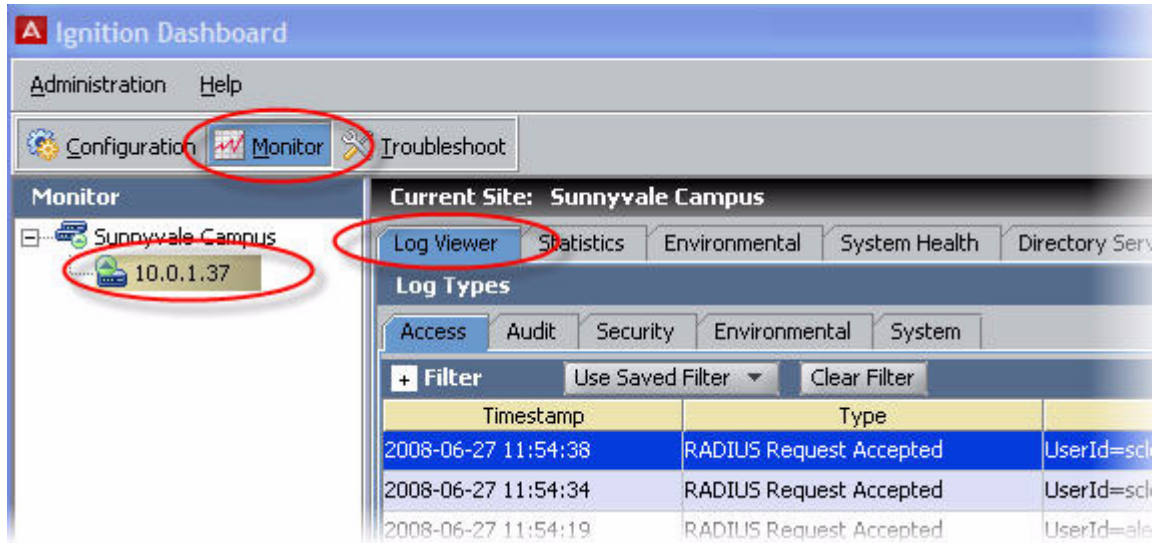 Ignition Dashboard
Administration Help
Configuration Monitor Troubleshoot
Monitor
Current Site: Sunnyvale Campus
Sunnyvale Campus
10.0.1.37
Log Viewer Statistics Environmental System Health Directory
Log Types
Access Audit Security Environmental System
+ Filter Use Saved Filter Clear Filter
Timestamp Type
2008-06-27 11:54:38 RADIUS Request Accepted
2008-06-27 11:54:34 RADIUS Request Accepted
2008-06-27 11:54:19 RADIUS Request Accepted